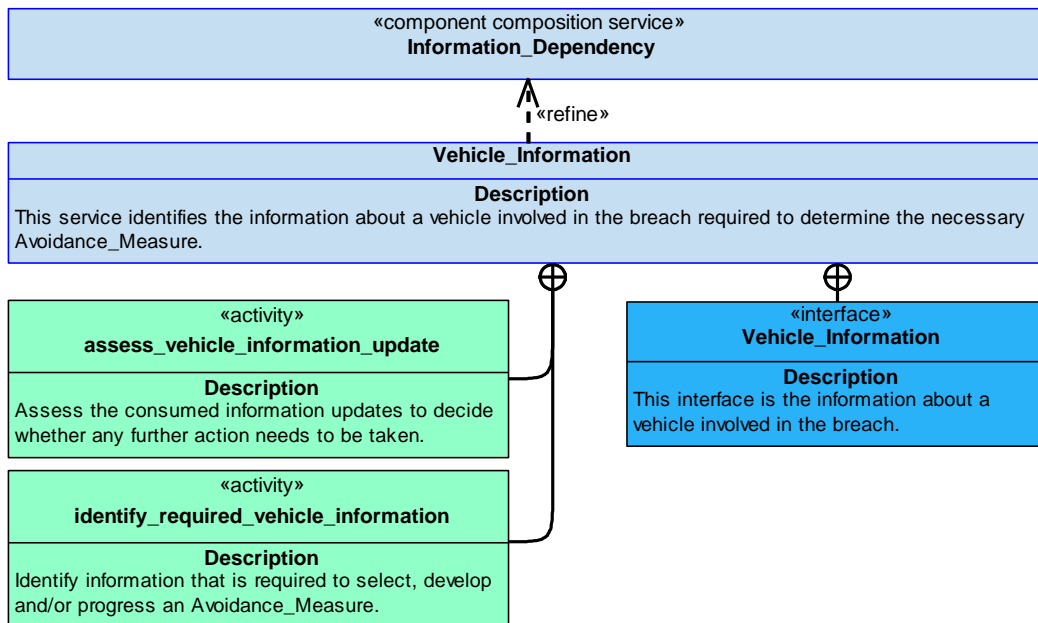 «component composition service»
Information_Dependency
«refine»
Vehicle_Information
Description
This service identifies the information about a vehicle involved in the breach required to determine the necessary
Avoidance_Measure.
«activity»
assess_vehicle_information_update
Description
Assess the consumed information updates to decide
whether any further action needs to be taken.
«interface»
Vehicle_Information
Description
This interface is the information about a
vehicle involved in the breach.
«activity»
identify_required_vehicle_information
Description
Identify information that is required to select, develop
and/or progress an Avoidance_Measure.